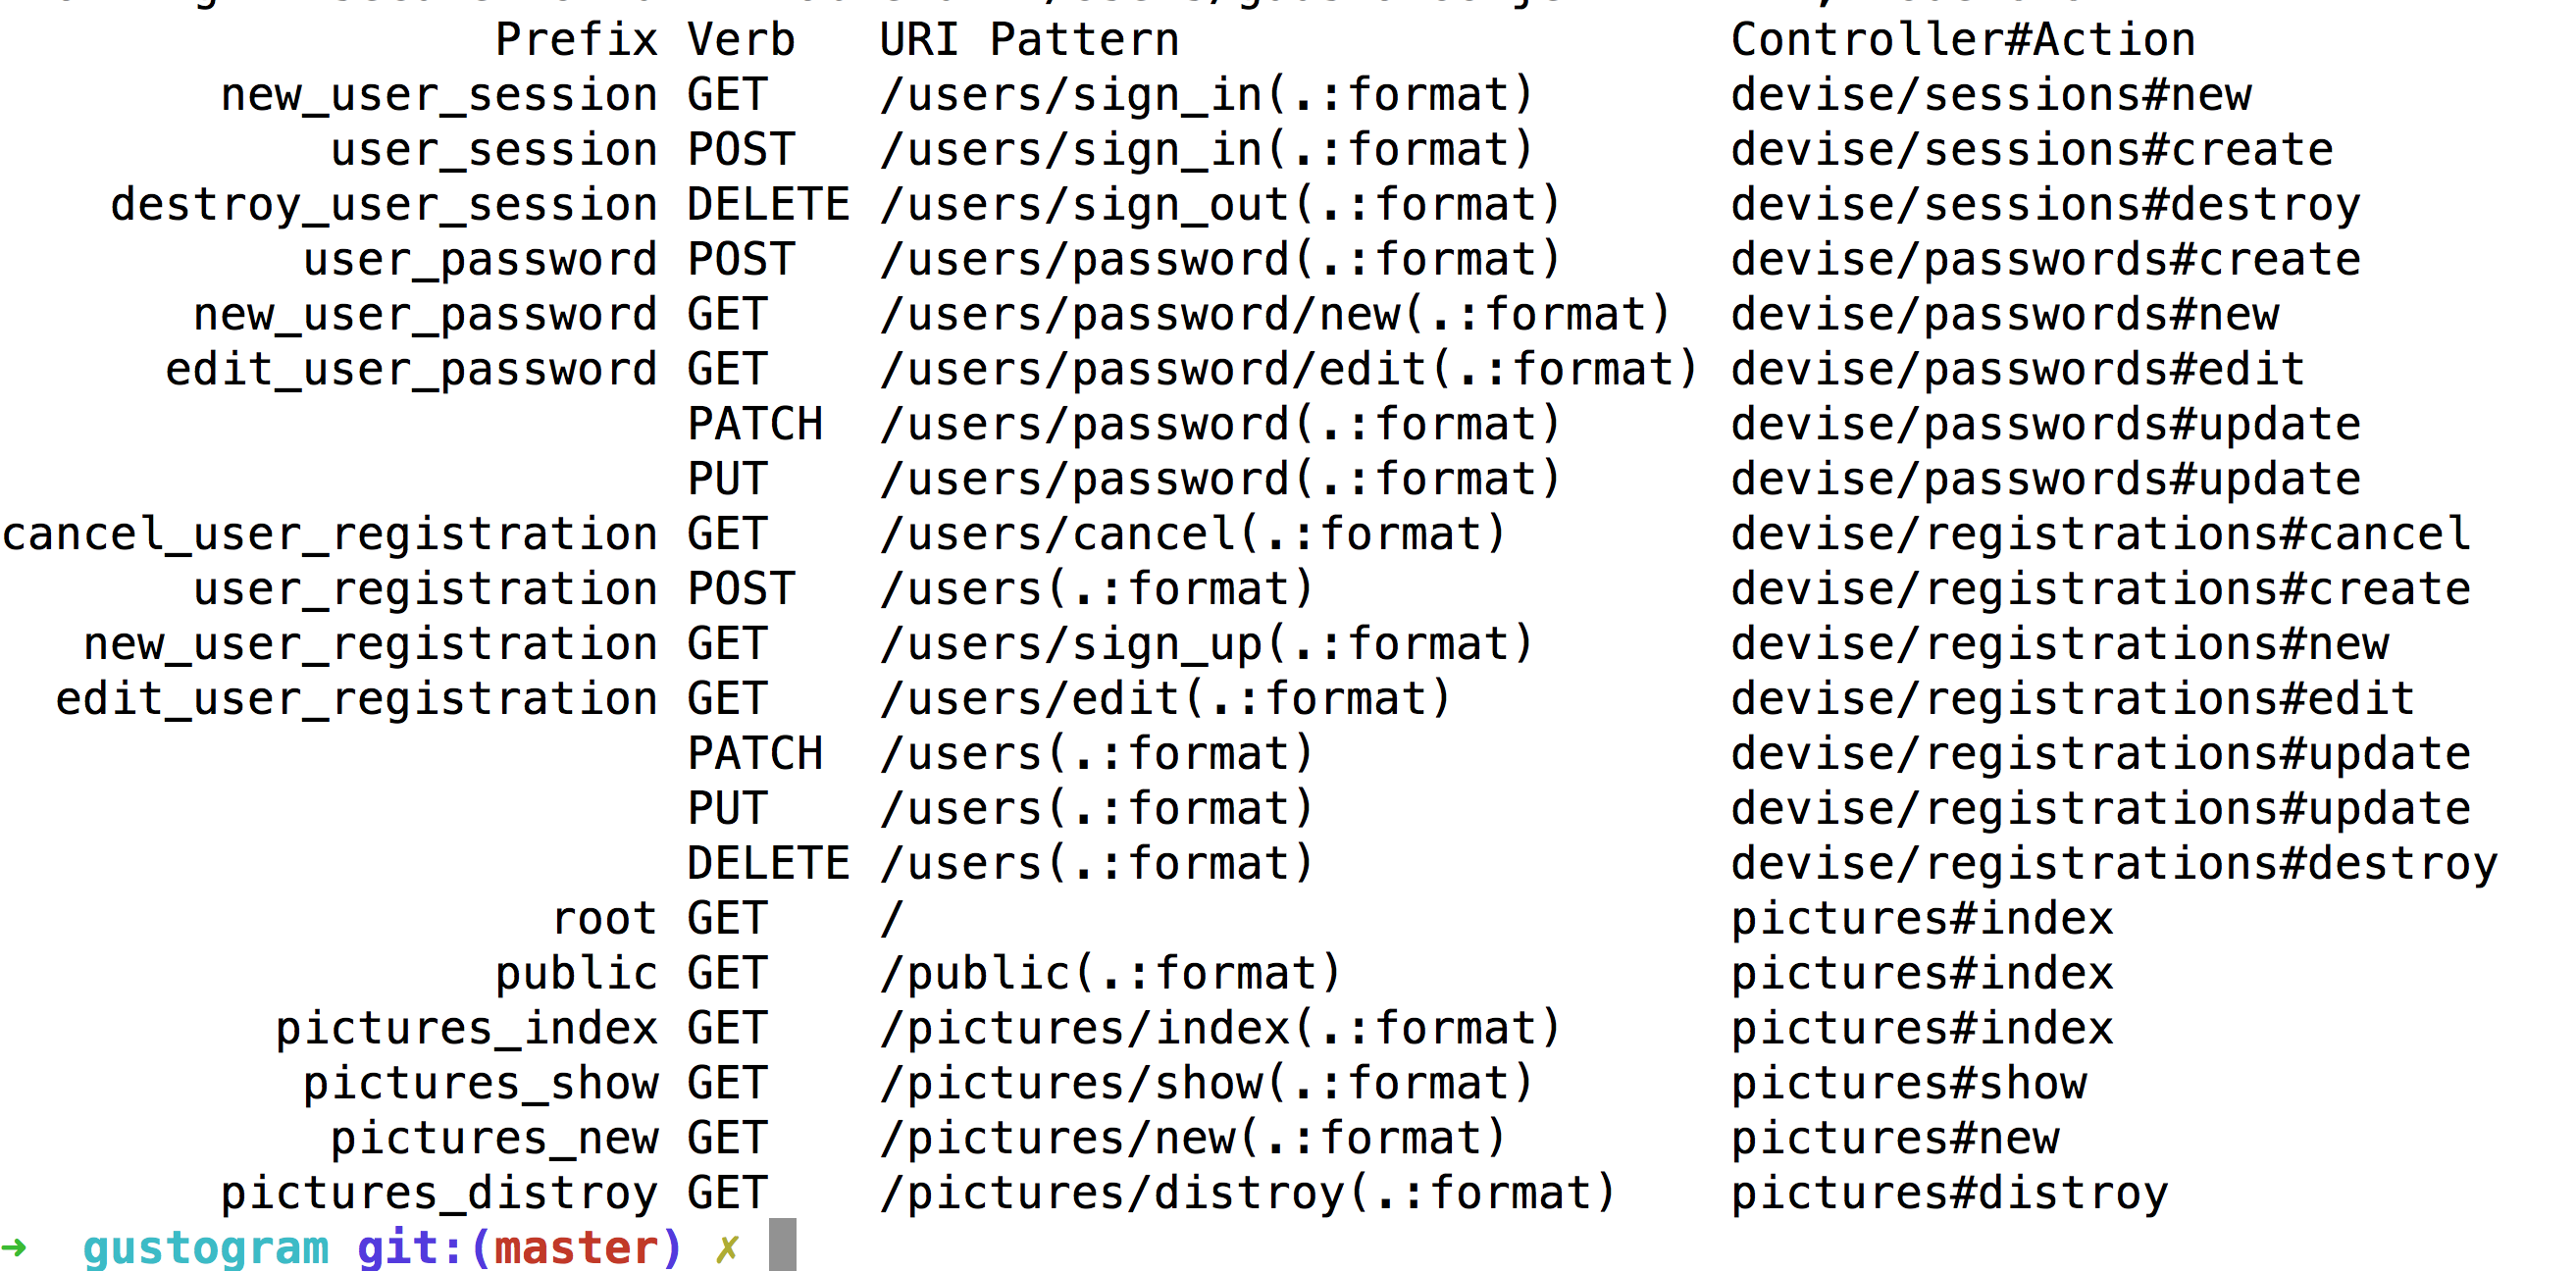 Prefix Verb URI Pattern Controller#Action
new_user_session GET /users/sign_in(.:format) devise/sessions#new
user_session POST /users/sign_in(.:format) devise/sessions#create
destroy_user_session DELETE /users/sign_out(.:format) devise/sessions#destroy
user_password POST /users/password(.:format) devise/passwords#create
new_user_password GET /users/password/new(.:format) devise/passwords#new
edit_user_password GET /users/password/edit(.:format) devise/passwords#edit
PATCH /users/password(.:format) devise/passwords#update
PUT /users/password(.:format) devise/passwords#update
cancel_user_registration GET /users/cancel(.:format) devise/registrations#cancel
user_registration POST /users(.:format) devise/registrations#create
new_user_registration GET /users/sign_up(.:format) devise/registrations#new
edit_user_registration GET /users/edit(.:format) devise/registrations#edit
PATCH /users(.:format) devise/registrations#update
PUT /users(.:format) devise/registrations#update
DELETE /users(.:format) devise/registrations#destroy
root GET / pictures#index
public GET /public(.:format) pictures#index
pictures_index GET /pictures/index(.:format) pictures#index
pictures_show GET /pictures/show(.:format) pictures#show
pictures_new GET /pictures/new(.:format) pictures#new
pictures_distroy GET /pictures/distroy(.:format) pictures#distroy
➜ gustogram git:(master) ✗